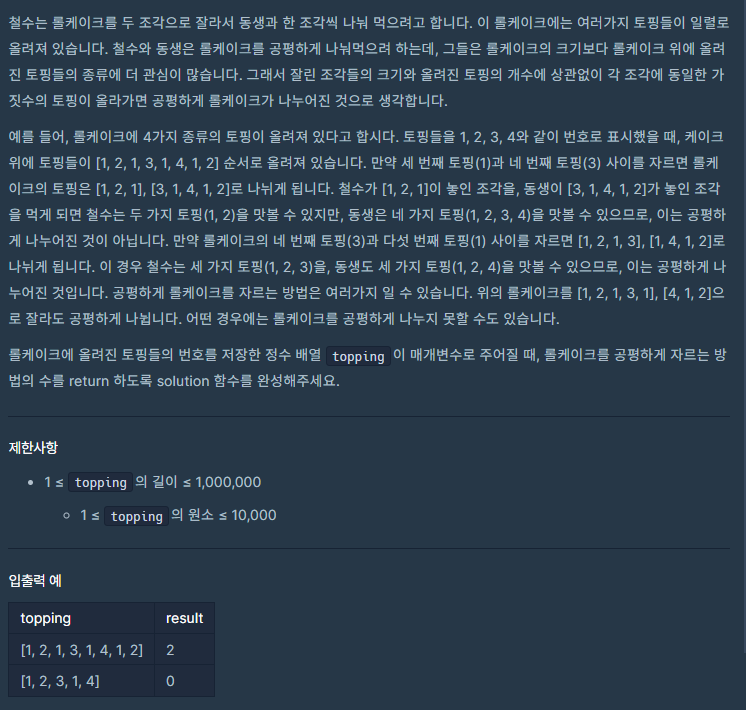 철수는 롤케이크를 두 조각으로 잘라서 동생과 한 조각씩 나눠 먹으려고 합니다. 이 롤케이크에는 여러가지 토핑들이 일렬로
올려져 있습니다. 철수와 동생은 롤케이크를 공평하게 나눠먹으려 하는데, 그들은 롤케이크의 크기보다 롤케이크 위에 올려
진 토핑들의 종류에 더 관심이 많습니다. 그래서 잘린 조각들의 크기와 올려진 토핑의 개수에 상관없이 각 조각에 동일한 가
짓수의 토핑이 올라가면 공평하게 롤케이크가 나누어진 것으로 생각합니다.
예를 들어, 롤케이크에 4가지 종류의 토핑이 올려져 있다고 합시다. 토핑들을 1, 2, 3, 4와 같이 번호로 표시했을 때, 케이크
위에 토핑들이 [1, 2, 1, 3, 1, 4, 1, 2] 순서로 올려져 있습니다. 만약 세 번째 토핑(1)과 네 번째 토핑(3) 사이를 자르면 롤케
이크의 토핑은 [1, 2, 1], [3, 1, 4, 1, 2]로 나뉘게 됩니다. 철수가 [1, 2, 1]이 놓인 조각을, 동생이 [3, 1, 4, 1, 2]가 놓인 조각
을 먹게 되면 철수는 두 가지 토핑(1, 2)을 맛볼 수 있지만, 동생은 네 가지 토핑(1, 2, 3, 4)을 맛볼 수 있으므로, 이는 공평하
게 나누어진 것이 아닙니다. 만약 롤케이크의 네 번째 토핑(3)과 다섯 번째 토핑(1) 사이를 자르면 [1, 2, 1, 3], [1, 4, 1, 2]로
나뉘게 됩니다. 이 경우 철수는 세 가지 토핑(1, 2, 3)을, 동생도 세 가지 토핑(1, 2, 4)을 맛볼 수 있으므로, 이는 공평하게 나
누어진 것입니다. 공평하게 롤케이크를 자르는 방법은 여러가지 일 수 있습니다. 위의 롤케이크를 [1, 2, 1, 3, 1], [4, 1, 2]으
로 잘라도 공평하게 나뉩니다. 어떤 경우에는 롤케이크를 공평하게 나누지 못할 수도 있습니다.
롤케이크에 올려진 토핑들의 번호를 저장한 정수 배열 topping 이 매개변수로 주어질 때, 롤케이크를 공평하게 자르는 방
법의 수를 return 하도록 solution 함수를 완성해주세요.
제한사항
• 1 ≤ topping 의 길이 ≤ 1,000,000
◦ 1 ≤ topping 의 원소 ≤ 10,000
입출력 예
topping result
[1, 2, 1, 3, 1, 4, 1, 2] 2
[1, 2, 3, 1, 4] 0